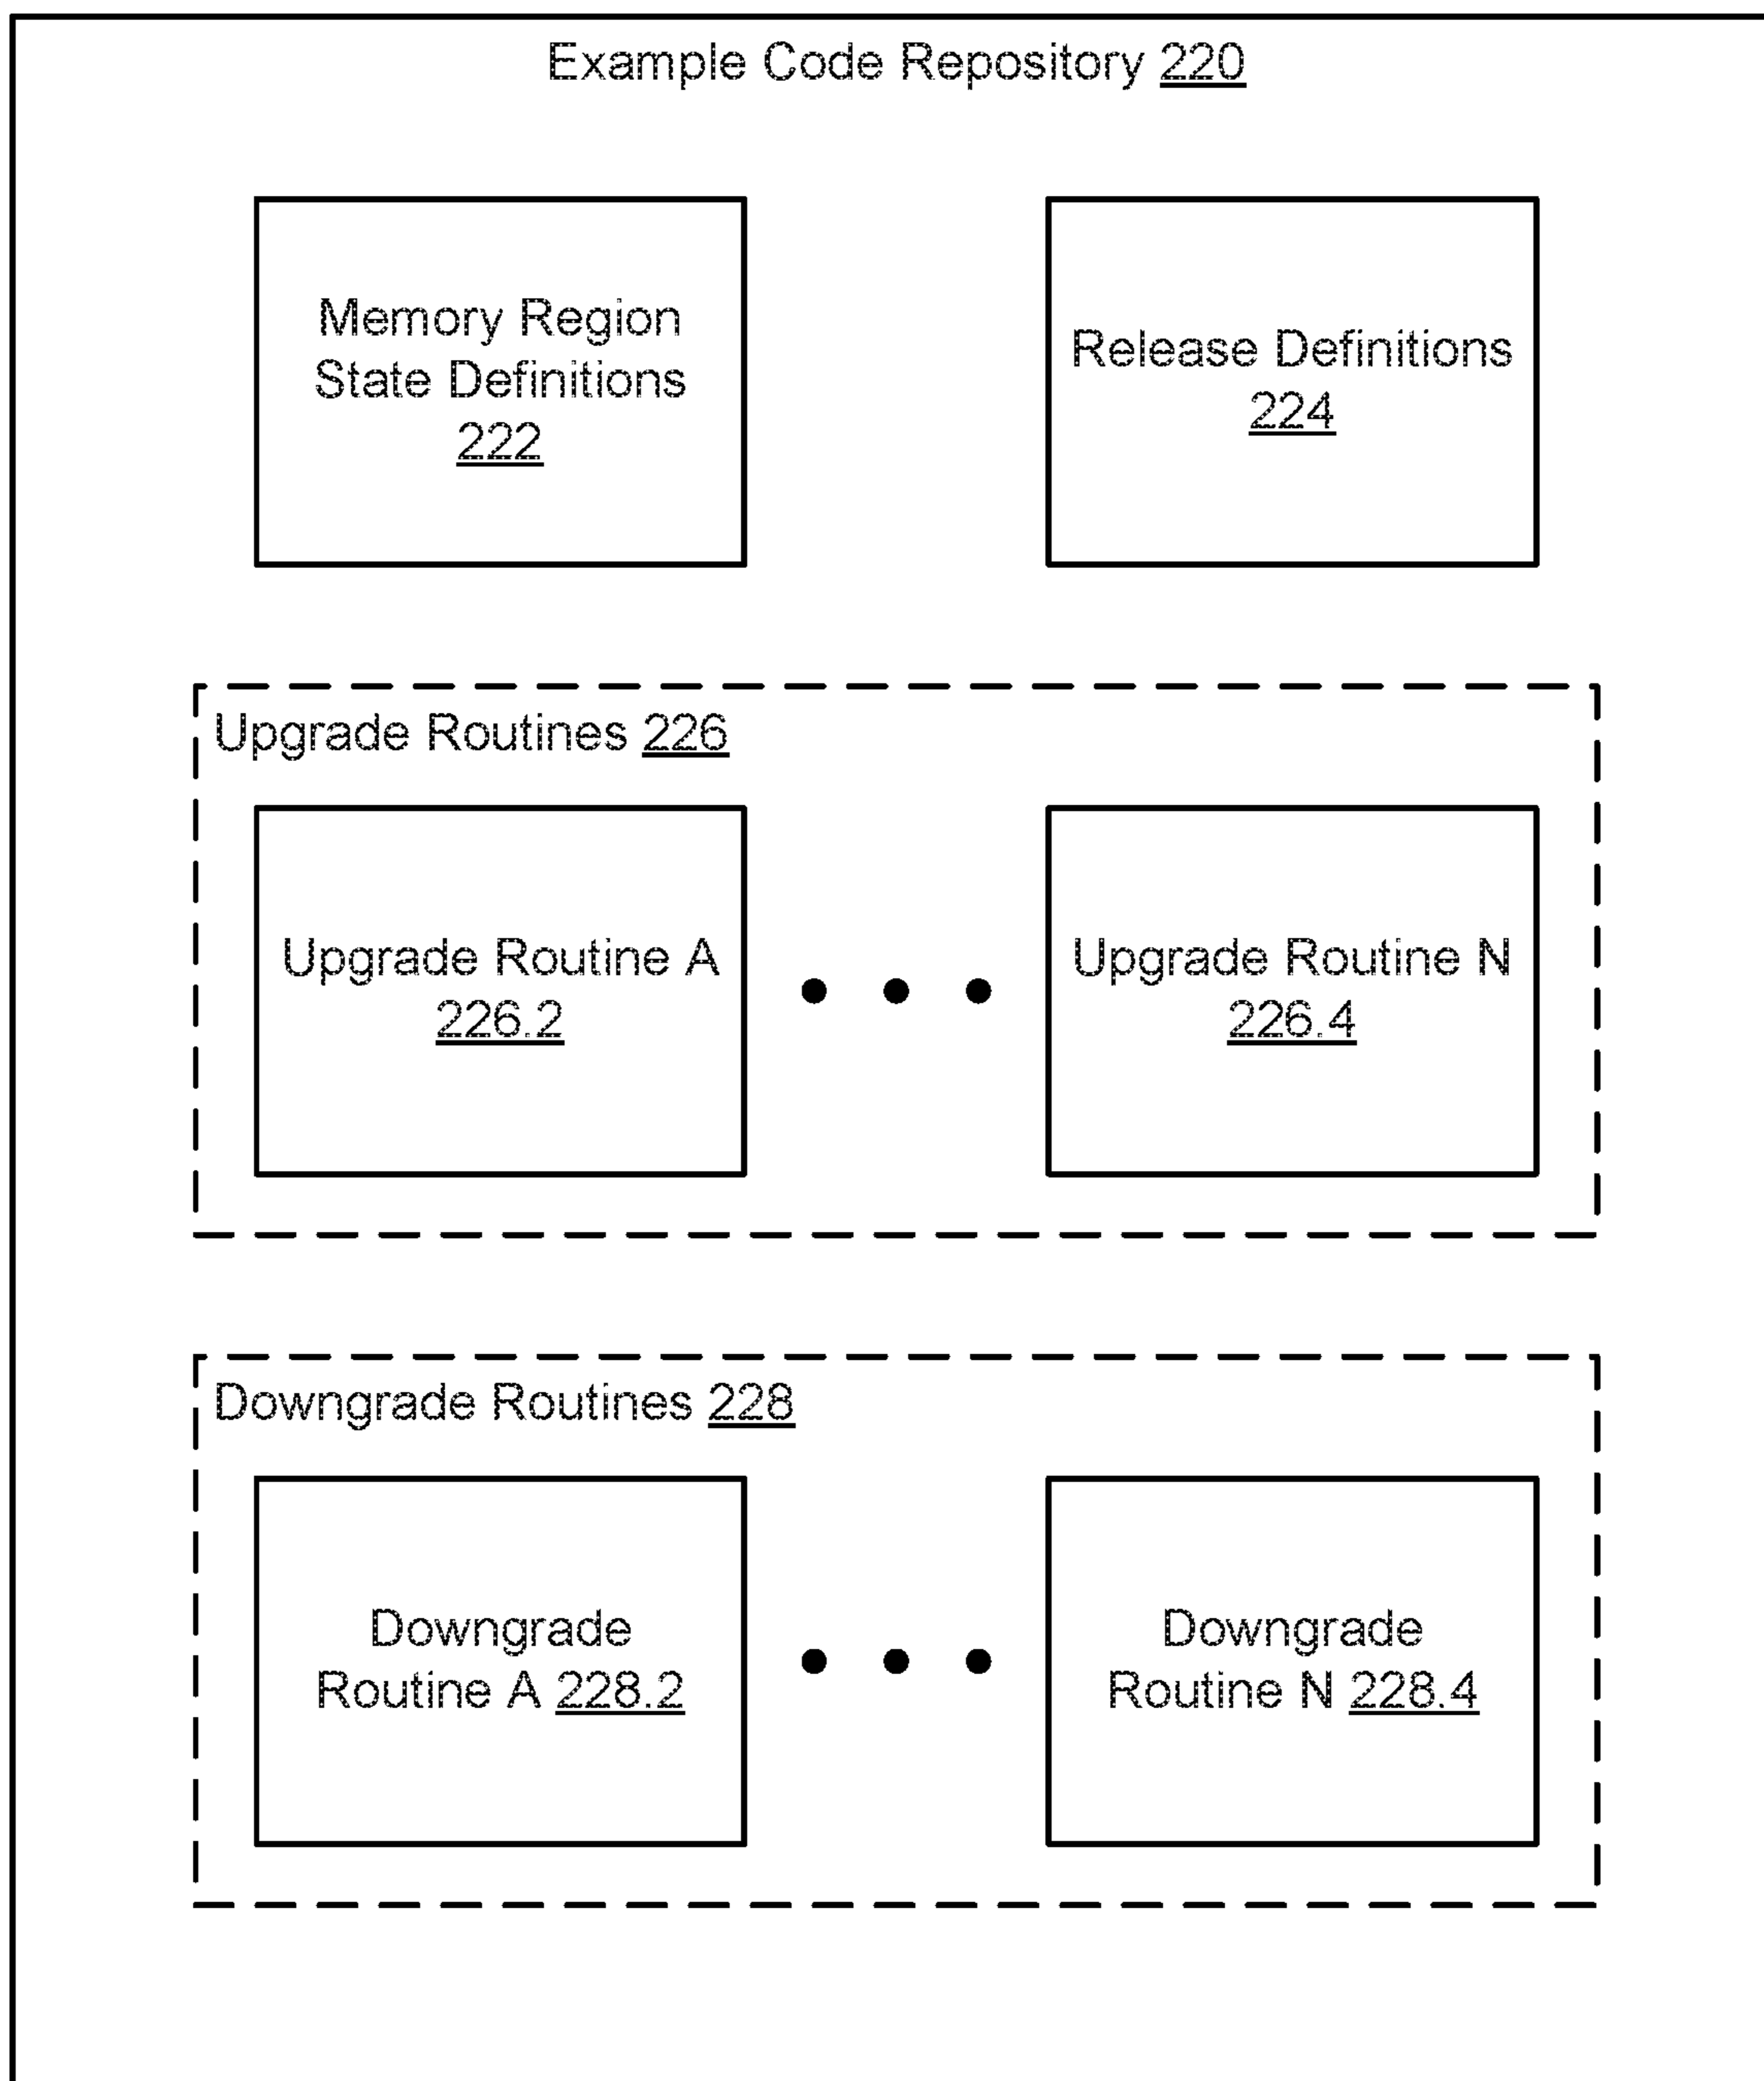 Example Code Repository 220
Memory Region
State Definitions
222
Release Definitions
224
Upgrade Routines 226
Upgrade Routine A
226.2
Upgrade Routine N
226.4
Downgrade Routines 228
Downgrade
Routine A 228.2
Downgrade
Routine N 228.4